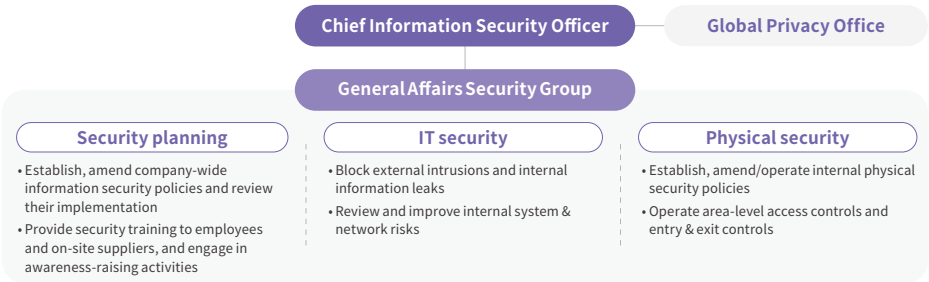 Chief Information Security Officer
Global Privacy Office
General Affairs Security Group
Security planning
• Establish, amend company-wide
information security policies and review
their implementation
• Provide security training to employees
and on-site suppliers, and engage in
awareness-raising activities
IT security
• Block external intrusions and internal
information leaks
• Review and improve internal system &
network risks
Physical security
• Establish, amend/operate internal physical
security policies
• Operate area-level access controls and
entry & exit controls